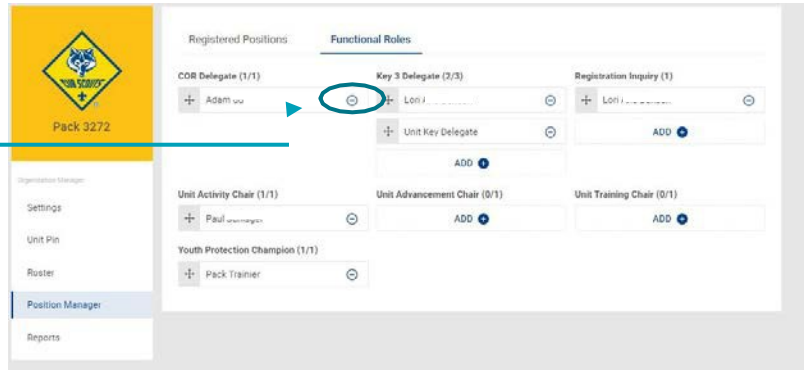 Registered Positions
Functional Roles
COR Delegate (1/1)
Key 3 Delegate (2/3)
Registration Inquiry (1)
Adam
Lori
Lori
CUB SCOUTS
Pack 3272
Unit Key Delegate
ADD
ADD
Organization Manager
Settings
Unit Pin
Roster
Position Manager
Reports
Unit Activity Chair (1/1)
Unit Advancement Chair (0/1)
Unit Training Chair (0/1)
Paul
ADD
ADD
Youth Protection Champion (1/1)
Pack Trainier